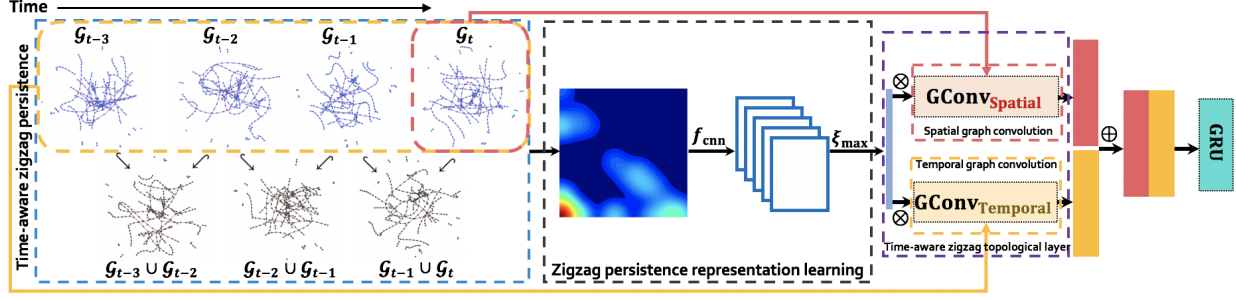 Time
𝒢t−3
𝒢t−2
𝒢t−1
𝒢t
Time-aware zigzag persistence
𝒢t−3 ∪ 𝒢t−2
𝒢t−2 ∪ 𝒢t−1
𝒢t−1 ∪ 𝒢t
fcnn
ξmax
Zigzag persistence representation learning
⊗
GConvSpatial
Spatial graph convolution
Temporal graph convolution
GConvTemporal
⊗
Time-aware zigzag topological layer
⊕
GRU